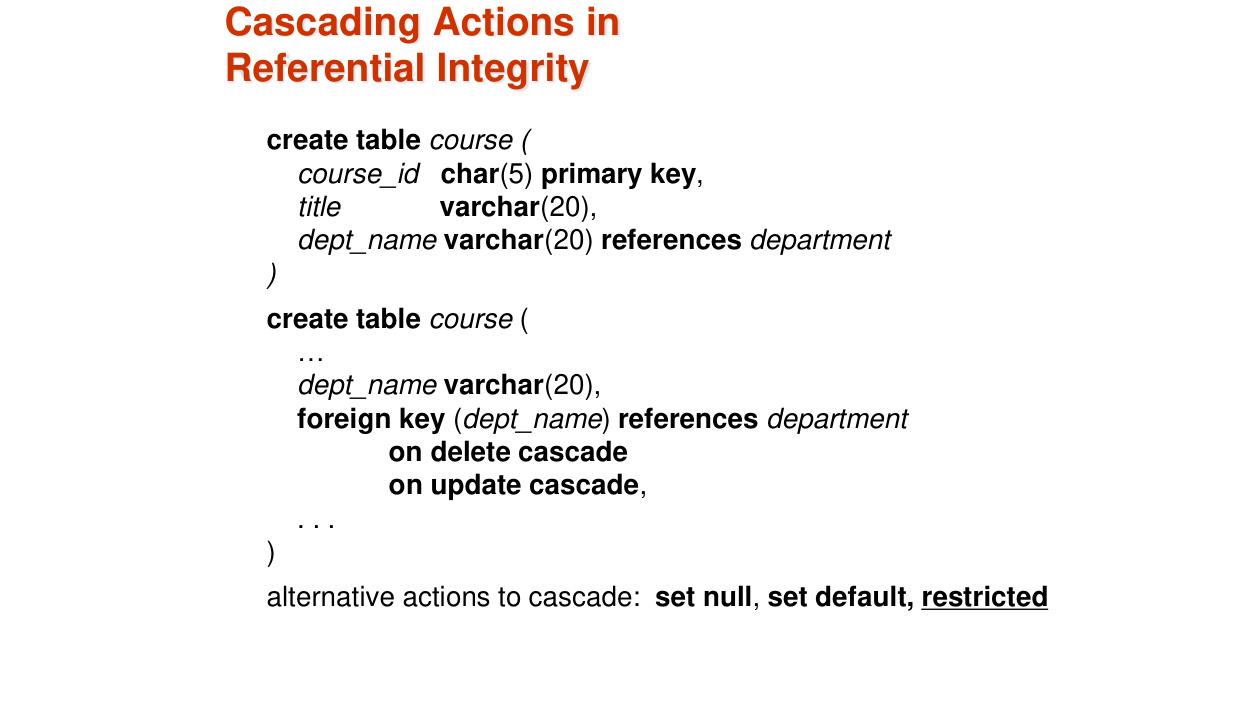 Cascading Actions in
Referential Integrity
create table course (
course_id char(5) primary key,
title varchar(20),
dept_name varchar(20) references department
)
create table course (
…
dept_name varchar(20),
foreign key (dept_name) references department
on delete cascade
on update cascade,
. . .
)
alternative actions to cascade: set null, set default, restricted